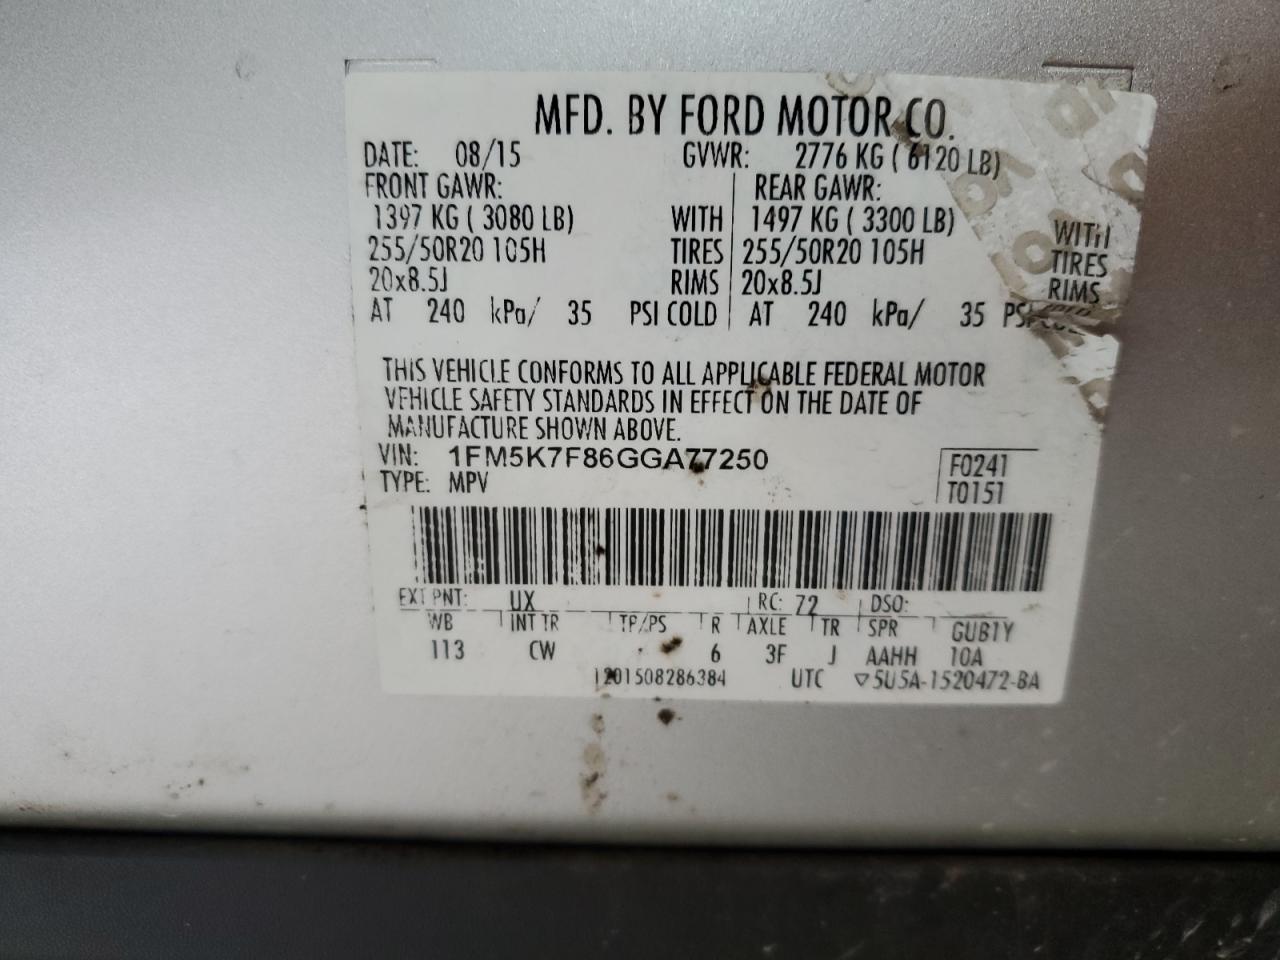 MFD. BY FORD MOTOR CO.
DATE: 08/15 GVWR: 2776 KG ( 6120 LB)
FRONT GAWR: REAR GAWR:
1397 KG ( 3080 LB) WITH 1497 KG ( 3300 LB) WITH
255/50R20 105H TIRES 255/50R20 105H TIRES
20x8.5J RIMS 20x8.5J RIMS
AT 240 kPa/ 35 PSI COLD AT 240 kPa/ 35 PSI COLD
THIS VEHICLE CONFORMS TO ALL APPLICABLE FEDERAL MOTOR
VEHICLE SAFETY STANDARDS IN EFFECT ON THE DATE OF
MANUFACTURE SHOWN ABOVE.
VIN: 1FM5K7F86GGA77250 F0241
TYPE: MPV T0151
EXT PNT: UX RC: 72 DSO:
WB INT TR TP/PS R AXLE TR SPR GUB1Y
113 CW 6 3F J AAHH 10A
1201508286384 UTC ▽5U5A-1520472-BA